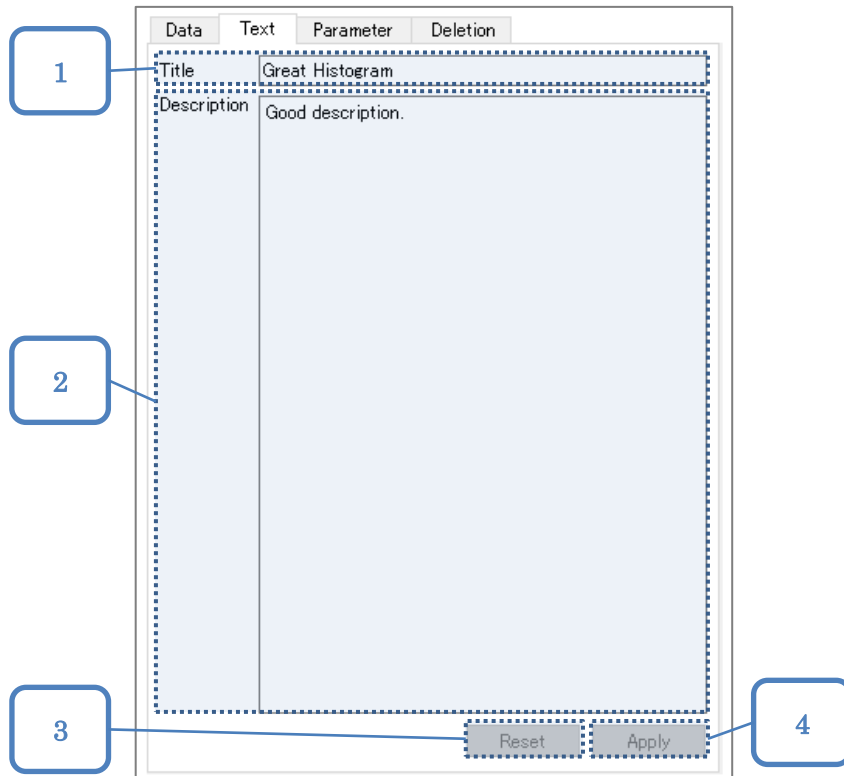 Data Text Parameter Deletion
1
Title Great Histogram
Description Good description.
2
3
Reset Apply
4